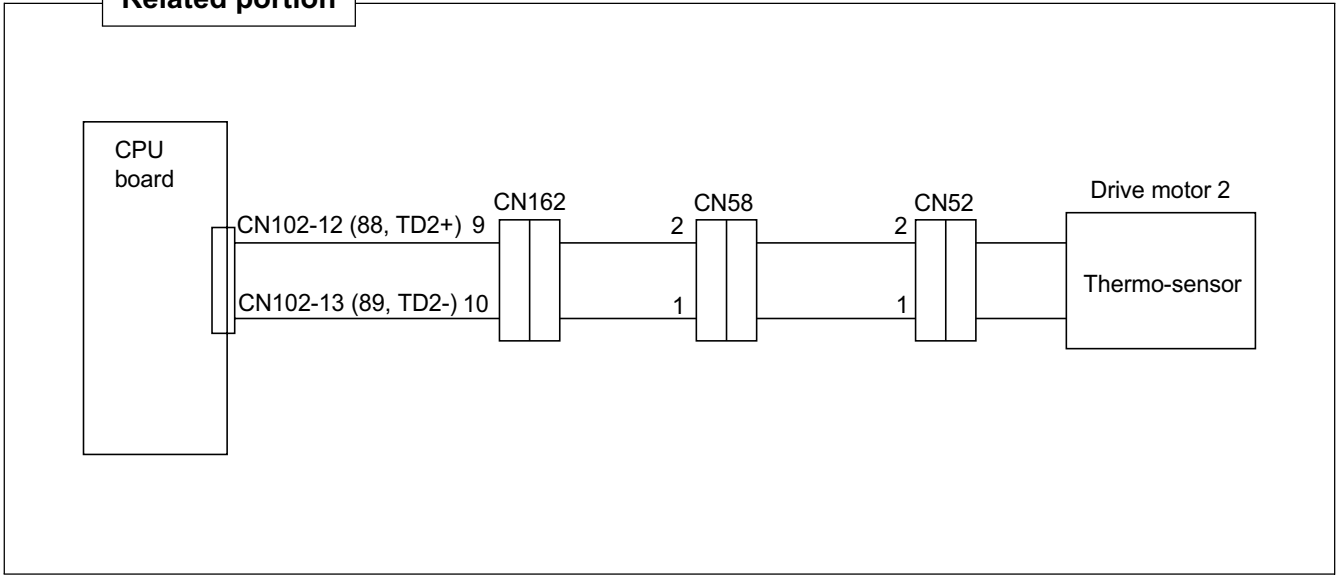 Related portion
CPU
board
CN102-12 (88, TD2+) 9
CN162
2
CN58
2
CN52
Drive motor 2
Thermo-sensor
CN102-13 (89, TD2-) 10
1
1